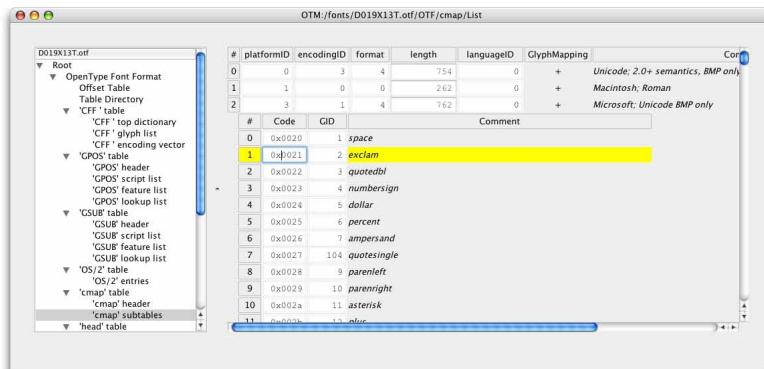 OTM:/fonts/D019X13T.otf/OTF/cmap/List
D019X13T.otf
Root
OpenType Font Format
Offset Table
Table Directory
'CFF ' table
'CFF ' top dictionary
'CFF ' glyph list
'CFF ' encoding vector
'GPOS' table
'GPOS' header
'GPOS' script list
'GPOS' feature list
'GPOS' lookup list
'GSUB' table
'GSUB' header
'GSUB' script list
'GSUB' feature list
'GSUB' lookup list
'OS/2' table
'OS/2' entries
'cmap' table
'cmap' header
'cmap' subtables
'head' table
# platformID encodingID format length languageID GlyphMapping Con
0 0 3 4 754 0 + Unicode; 2.0+ semantics, BMP only
1 1 0 0 262 0 + Macintosh; Roman
2 3 1 4 762 0 + Microsoft; Unicode BMP only
# Code GID Comment
0 0x0020 1 space
1 0x0021 2 exclam
2 0x0022 3 quotedbl
3 0x0023 4 numbersign
4 0x0024 5 dollar
5 0x0025 6 percent
6 0x0026 7 ampersand
7 0x0027 104 quotesingle
8 0x0028 9 parenleft
9 0x0029 10 parenright
10 0x002a 11 asterisk
11 0x002b 12 plus